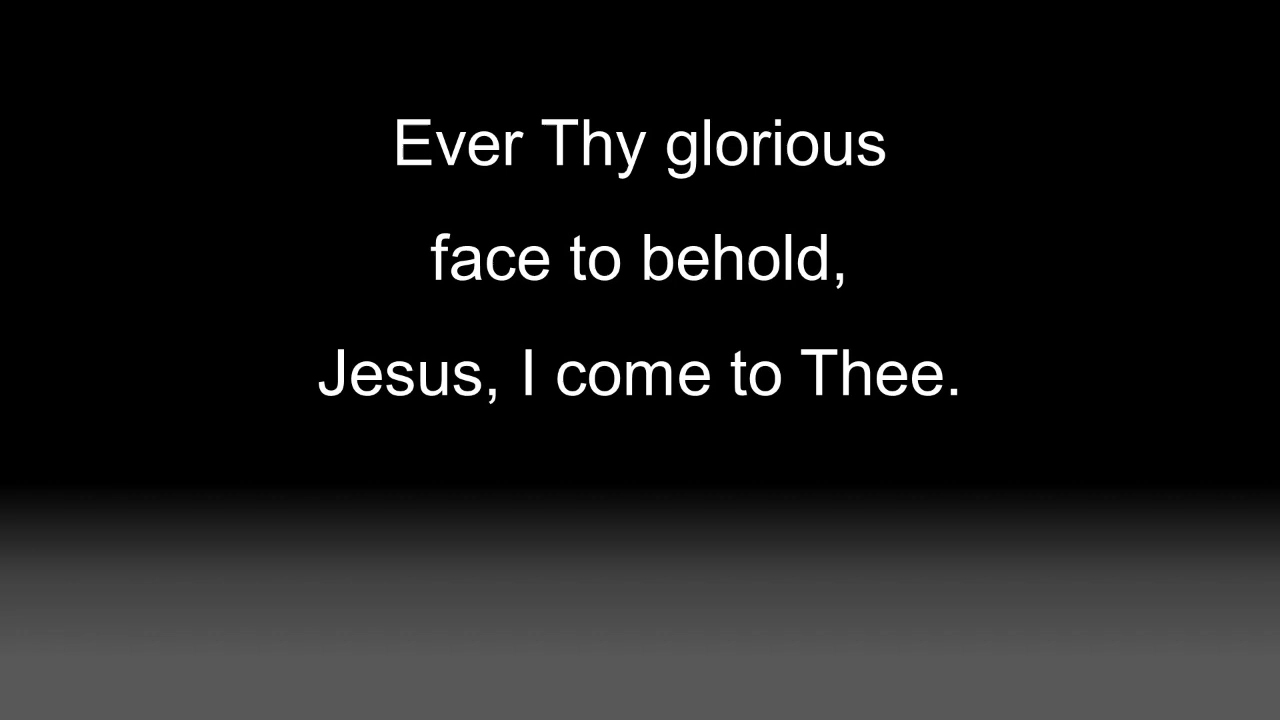 Ever Thy glorious
face to behold,
Jesus, I come to Thee.